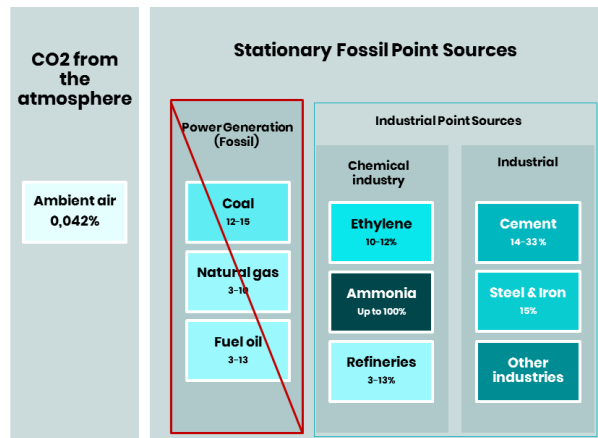 CO2 from
the
atmosphere
Ambient air
0,042%
Stationary Fossil Point Sources
Power Generation
(Fossil)
Coal
12-15
Natural gas
3-10
Fuel oil
3-13
Industrial Point Sources
Chemical
industry
Ethylene
10-12%
Ammonia
Up to 100%
Refineries
3-13%
Industrial
Cement
14-33 %
Steel & Iron
15%
Other
industries